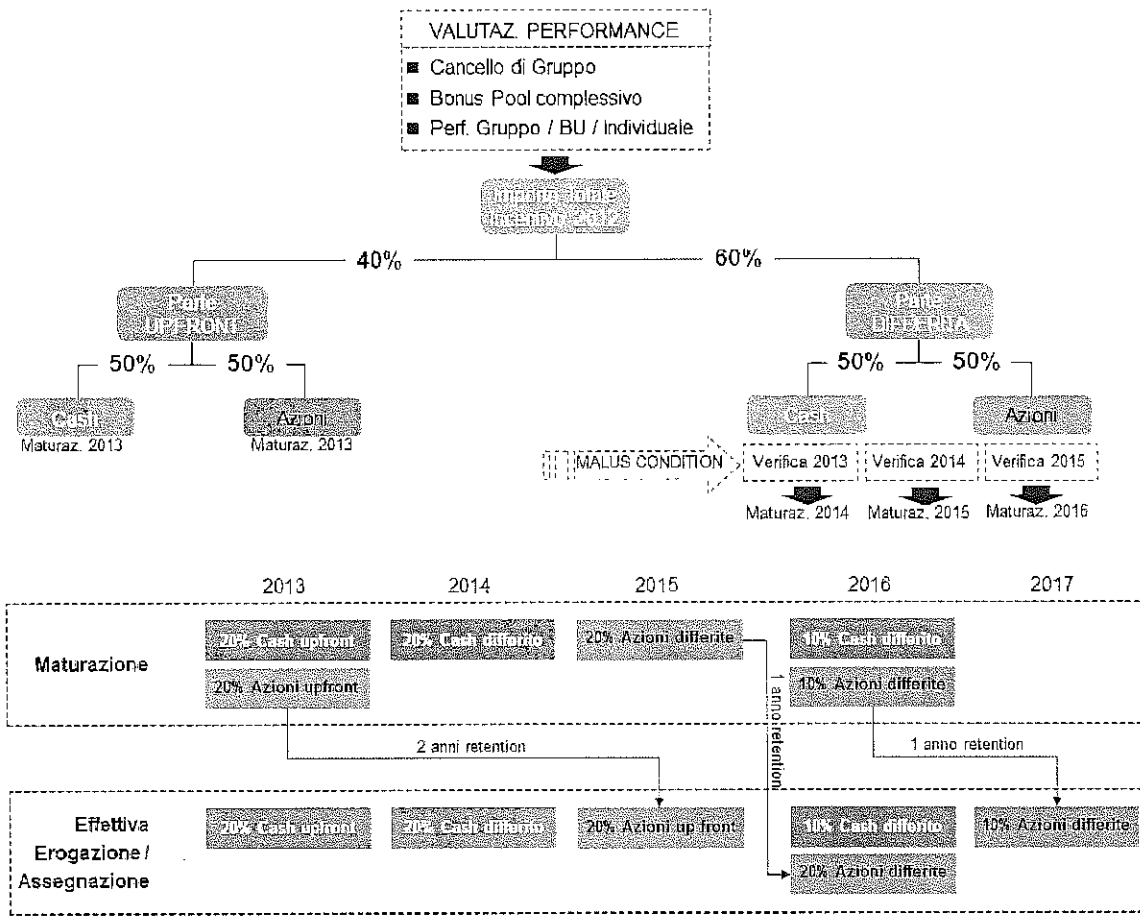 VALUTAZ. PERFORMANCE
■ Cancello di Gruppo
■ Bonus Pool complessivo
■ Perf. Gruppo / BU / Individuale
Importo Totale
Incentivo 2012
40% 60%
Parte
UPFRONT
Parte
DIFFERITA
50% 50% 50% 50%
Cash Azioni Cash Azioni
Maturaz. 2013 Maturaz. 2013
MALUS CONDITION Verifica 2013 Verifica 2014 Verifica 2015
Maturaz. 2014 Maturaz. 2015 Maturaz. 2016
2013 2014 2015 2016 2017
Maturazione
20% Cash upfront 20% Cash differito 20% Azioni differite 10% Cash differito
20% Azioni upfront 10% Azioni differite
2 anni retention 1 anno retention 1 anno retention
Effettiva
Erogazione /
Assegnazione
20% Cash upfront 20% Cash differito 20% Azioni up front 10% Cash differito 10% Azioni differite
20% Azioni differite